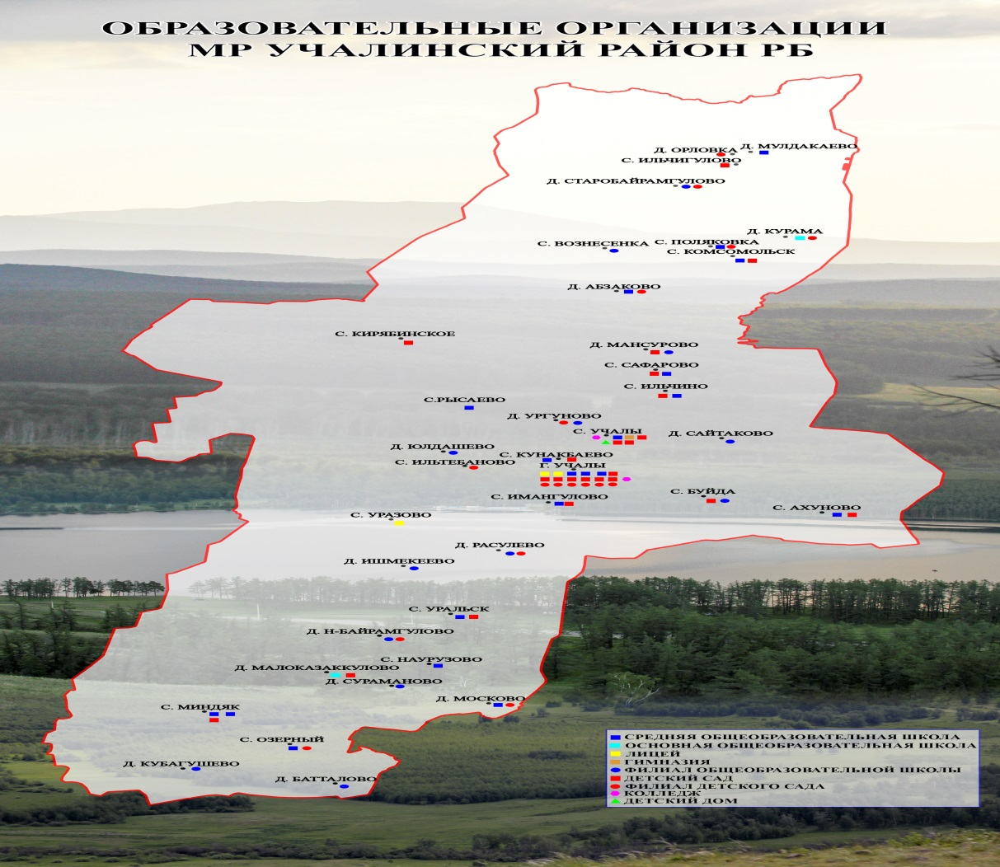 ОБРАЗОВАТЕЛЬНЫЕ ОРГАНИЗАЦИИ
МР УЧАЛИНСКИЙ РАЙОН РБ
Д. ОРЛОВКА
Д. МУЛДАКАЕВО
С. ИЛЬЧИГУЛОВО
Д. СТАРОБАЙРАМГУЛОВО
Д. КУРАМА
С. ВОЗНЕСЕНКА
С. ПОЛЯКОВКА
С. КОМСОМОЛЬСК
Д. АБЗАКОВО
С. КИРЯБИНСКОЕ
Д. МАНСУРОВО
С. САФАРОВО
С. ИЛЬЧИНО
С.РЫСАЕВО
Д. УРГУНОВО
С. УЧАЛЫ
Д. САЙТАКОВО
Д. ЮЛДАШЕВО
С. КУНАКБАЕВО
С. ИЛЬТЕБАНОВО
Г. УЧАЛЫ
С. БУЙДА
С. ИМАНГУЛОВО
С. АХУНОВО
С. УРАЗОВО
Д. РАСУЛЕВО
Д. ИШМЕКЕЕВО
С. УРАЛЬСК
Д. Н-БАЙРАМГУЛОВО
С. НАУРУЗОВО
Д. МАЛОКАЗАККУЛОВО
Д. СУРАМАНОВО
Д. МОСКОВО
С. МИНДЯК
С. ОЗЕРНЫЙ
Д. КУБАГУШЕВО
Д. БАТТАЛОВО
СРЕДНЯЯ ОБЩЕОБРАЗОВАТЕЛЬНАЯ ШКОЛА
ОСНОВНАЯ ОБЩЕОБРАЗОВАТЕЛЬНАЯ ШКОЛА
ЛИЦЕЙ
ГИМНАЗИЯ
ФИЛИАЛ ОБЩЕОБРАЗОВАТЕЛЬНОЙ ШКОЛЫ
ДЕТСКИЙ САД
ФИЛИАЛ ДЕТСКОГО САДА
КОЛЛЕДЖ
ДЕТСКИЙ ДОМ